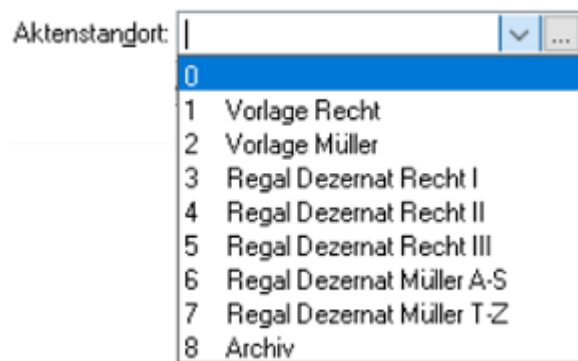 Aktenstandort:
0
1 Vorlage Recht
2 Vorlage Müller
3 Regal Dezernat Recht I
4 Regal Dezernat Recht II
5 Regal Dezernat Recht III
6 Regal Dezernat Müller A-S
7 Regal Dezernat Müller T-Z
8 Archiv